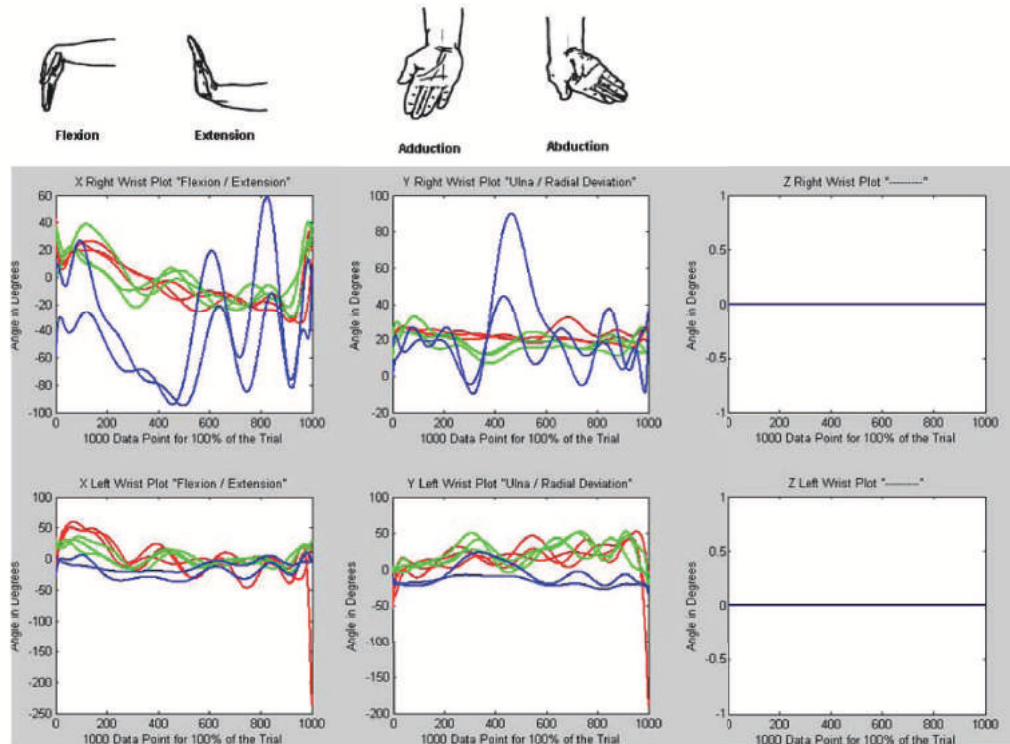 Flexion
Extension
Adduction
Abduction
X Right Wrist Plot "Flexion / Extension"
Angle in Degrees
60
40
20
0
-20
-40
-60
-80
-100
0 200 400 600 800 1000
1000 Data Point for 100% of the Trial
Y Right Wrist Plot "Ulna / Radial Deviation"
Angle in Degrees
100
80
60
40
20
0
-20
0 200 400 600 800 1000
1000 Data Point for 100% of the Trial
Z Right Wrist Plot "---------"
Angle in Degrees
1
0.5
0
-0.5
-1
0 200 400 600 800 1000
1000 Data Point for 100% of the Trial
X Left Wrist Plot "Flexion / Extension"
Angle in Degrees
100
50
0
-50
-100
-150
-200
-250
0 200 400 600 800 1000
1000 Data Point for 100% of the Trial
Y Left Wrist Plot "Ulna / Radial Deviation"
Angle in Degrees
100
50
0
-50
-100
-150
-200
0 200 400 600 800 1000
1000 Data Point for 100% of the Trial
Z Left Wrist Plot "---------"
Angle in Degrees
1
0.5
0
-0.5
-1
0 200 400 600 800 1000
1000 Data Point for 100% of the Trial